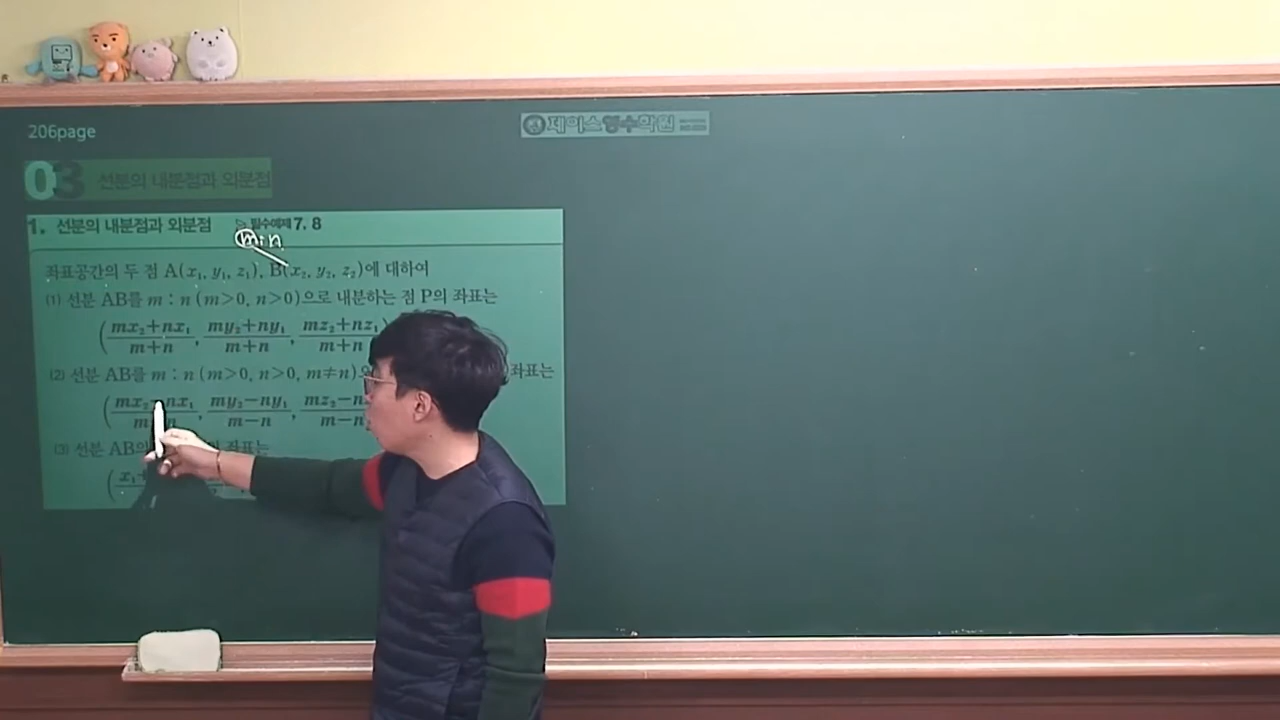 206page
제이스영수학원
03 선분의 내분점과 외분점
1. 선분의 내분점과 외분점 ▷ 필수예제 7, 8
m : n
좌표공간의 두 점 A(x₁, y₁, z₁), B(x₂, y₂, z₂)에 대하여
(1) 선분 AB를 m : n (m>0, n>0)으로 내분하는 점 P의 좌표는
(mx₂+nx₁/m+n, my₂+ny₁/m+n, mz₂+nz₁/m+n
(2) 선분 AB를 m : n (m>0, n>0, m≠n) 좌표는
(mx₂-nx₁/m-n, my₂-ny₁/m-n, mz₂-n/m-n
(3) 선분 AB의 좌표는
(x₁+